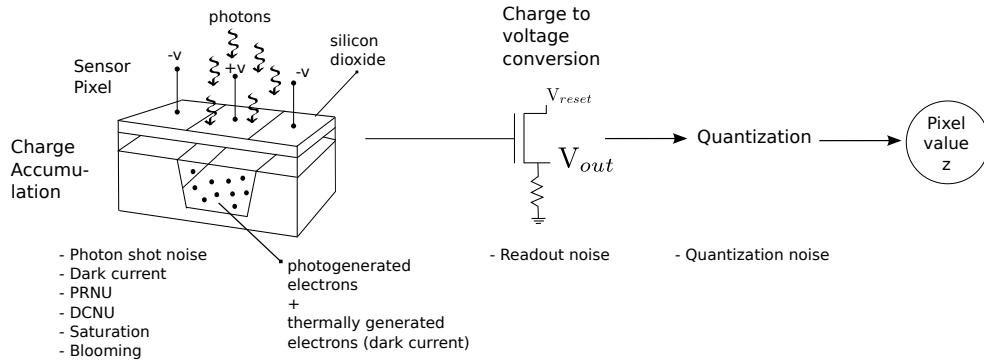 photons
silicon
dioxide
Sensor
Pixel
-v
+v
-v
Charge
Accumu-
lation
Charge to
voltage
conversion
V_reset
V_out
Quantization
Pixel
value
z
- Photon shot noise
- Dark current
- PRNU
- DCNU
- Saturation
- Blooming
photogenerated
electrons
+
thermally generated
electrons (dark current)
- Readout noise
- Quantization noise